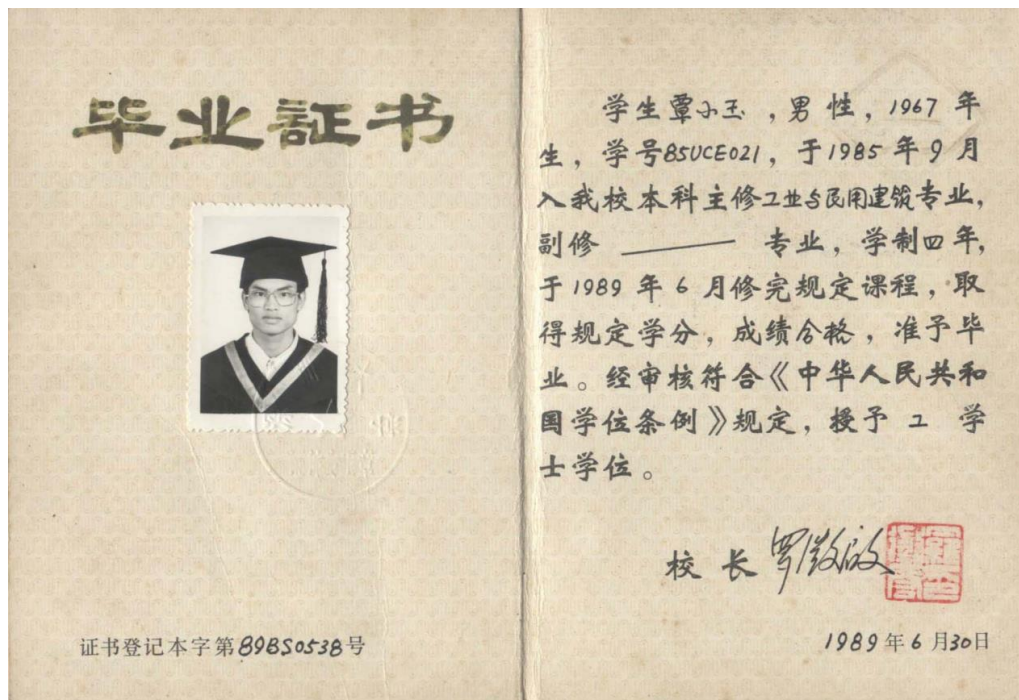 毕业証书
证书登记本字第89BS0538号
学生覃小玉,男性,1967年
生,学号85UCE021,于1985年9月
入我校本科主修工业与民用建筑专业,
副修 —— 专业,学制四年,
于1989年6月修完规定课程,取
得规定学分,成绩合格,准予毕
业。经审核符合《中华人民共和
国学位条例》规定,授予 工 学
士学位。
校长 罗徵启
1989年6月30日